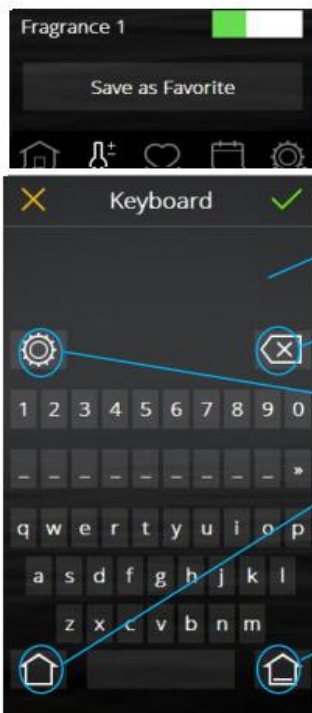 Fragrance 1
Save as Favorite
Keyboard
1 2 3 4 5 6 7 8 9 0
_ _ _ _ _ _ _ _ _ »
q w e r t y u i o p
a s d f g h j k l
z x c v b n m